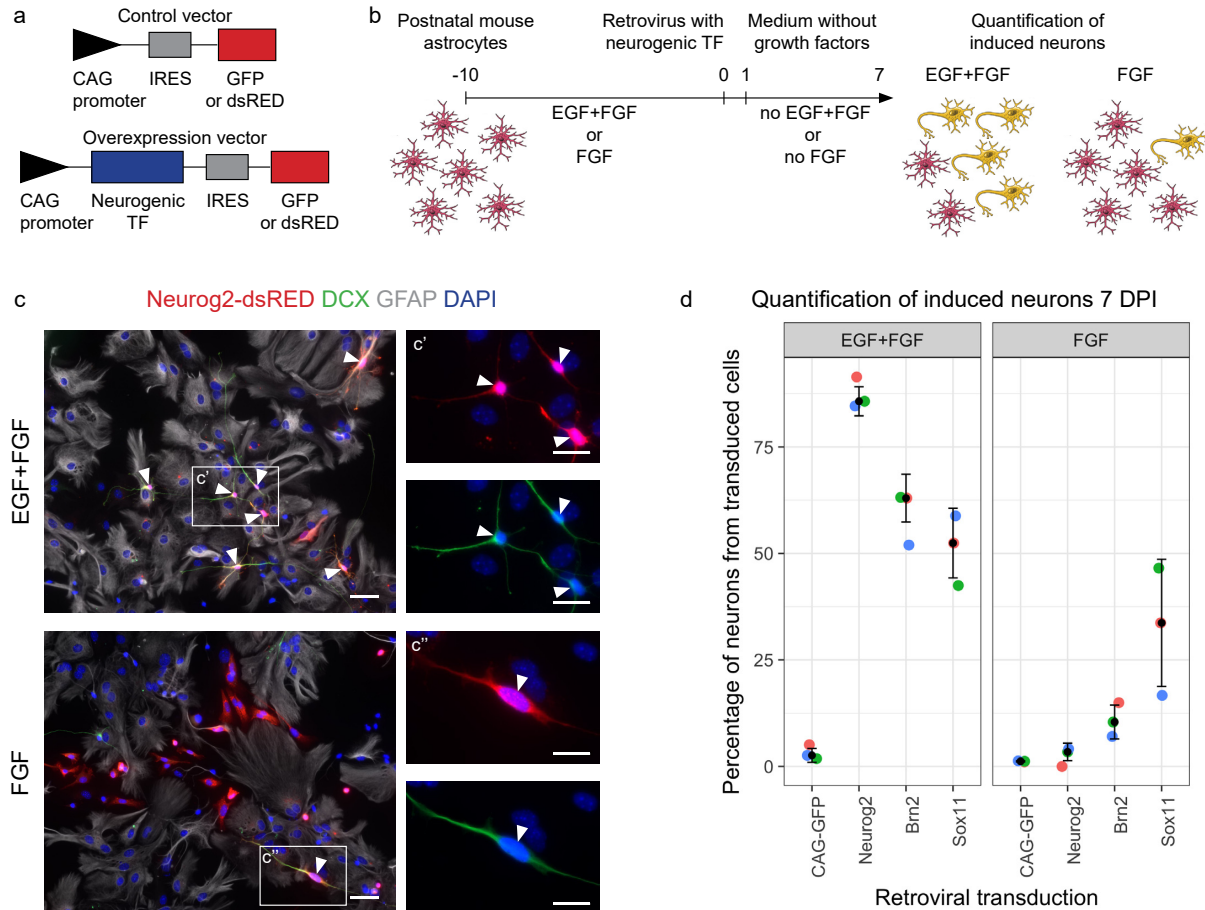 a
Control vector
CAG
promoter
IRES
GFP
or dsRED
Overexpression vector
CAG
promoter
Neurogenic
TF
IRES
GFP
or dsRED
b
Postnatal mouse
astrocytes
Retrovirus with
neurogenic TF
Medium without
growth factors
Quantification of
induced neurons
-10
0
1
7
EGF+FGF
or
FGF
no EGF+FGF
or
no FGF
EGF+FGF
FGF
c
Neurog2-dsRED DCX GFAP DAPI
EGF+FGF
c'
c'
FGF
c''
c''
d
Quantification of induced neurons 7 DPI
EGF+FGF
FGF
Percentage of neurons from transduced cells
75
50
25
0
CAG-GFP
Neurog2
Brn2
Sox11
CAG-GFP
Neurog2
Brn2
Sox11
Retroviral transduction